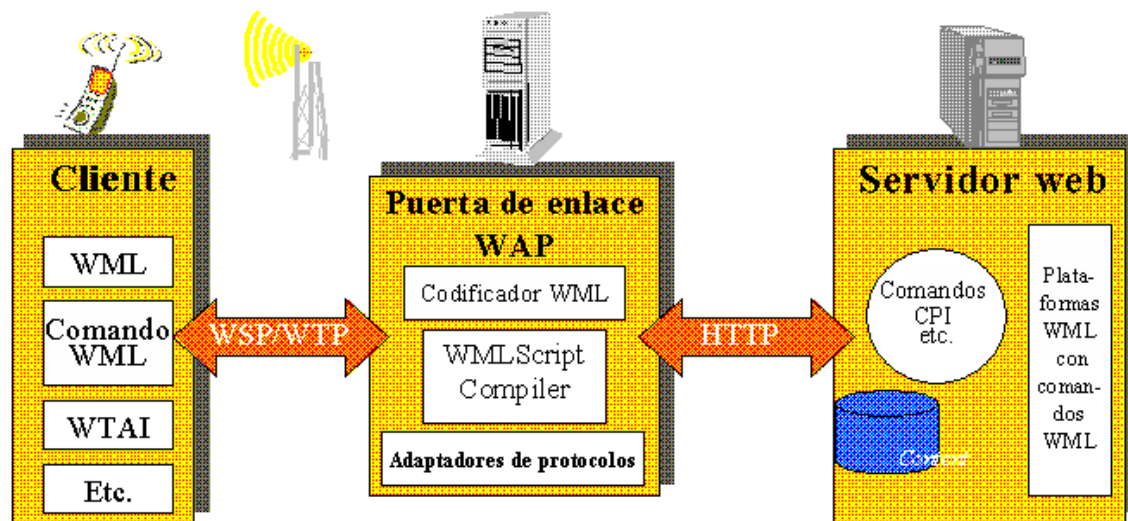 Cliente
WML
Comando
WML
WTAI
Etc.
WSP/WTP
Puerta de enlace
WAP
Codificador WML
WMLScript
Compiler
Adaptadores de protocolos
HTTP
Servidor web
Comandos
CPI
etc.
Plata-
formas
WML
con
coman-
dos
WML